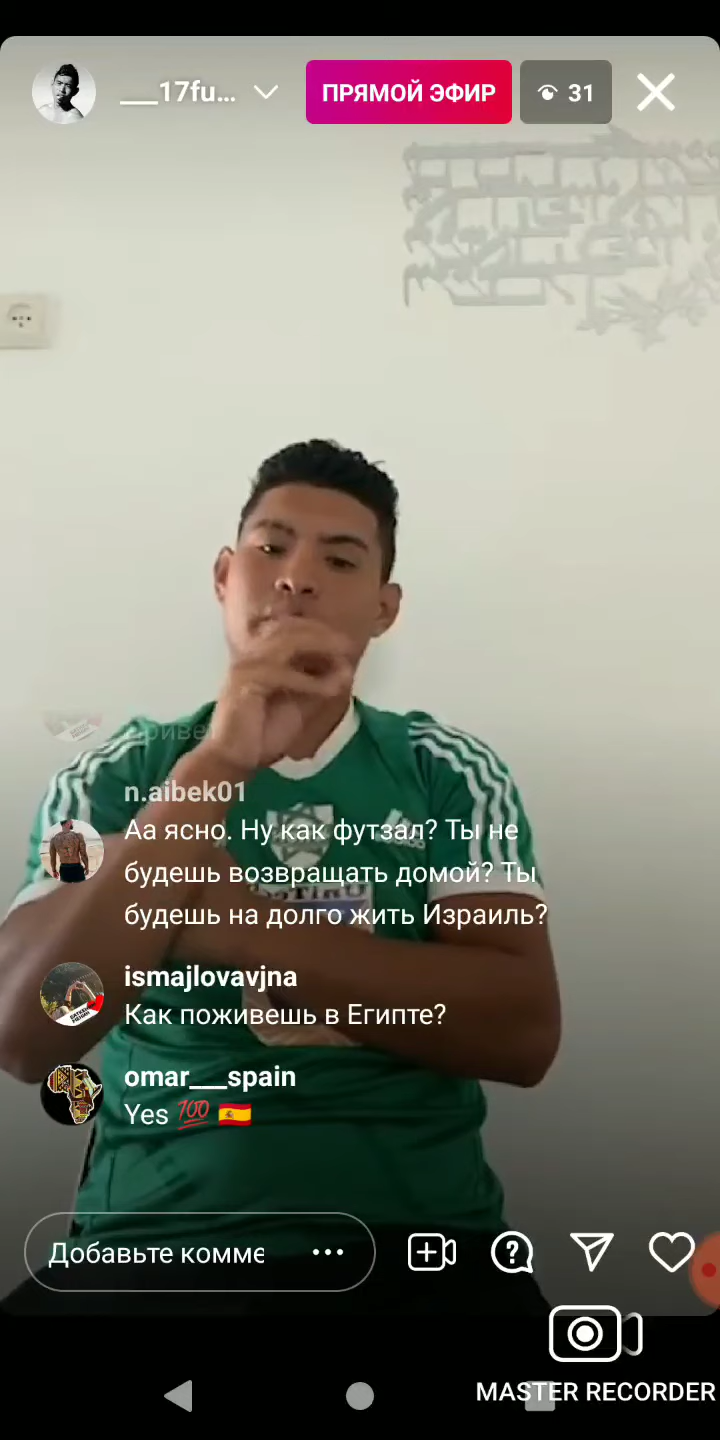 ___17fu...
ПРЯМОЙ ЭФИР
31
Привет
n.aibek01
Аа ясно. Ну как футзал? Ты не
будешь возвращать домой? Ты
будешь на долго жить Израиль?
ismajlovavjna
Как поживешь в Египте?
omar___spain
Yes 💯 🇪🇸
Добавьте комме
MASTER RECORDER